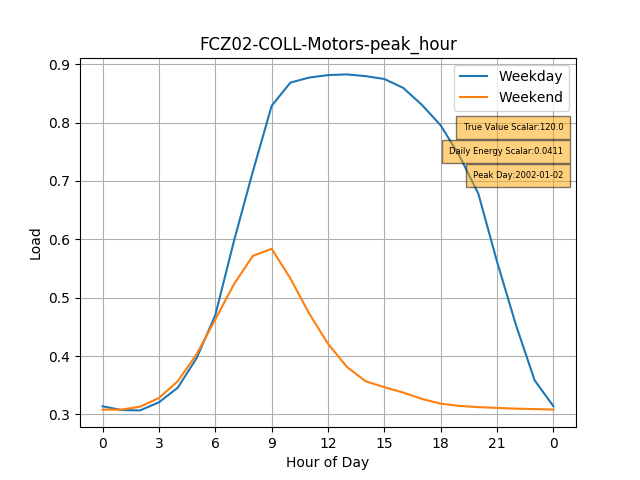 FCZ02-COLL-Motors-peak_hour
Weekday
Weekend
True Value Scalar:120.0
Daily Energy Scalar:0.0411
Peak Day:2002-01-02
Load
0.9
0.8
0.7
0.6
0.5
0.4
0.3
0 3 6 9 12 15 18 21 0
Hour of Day